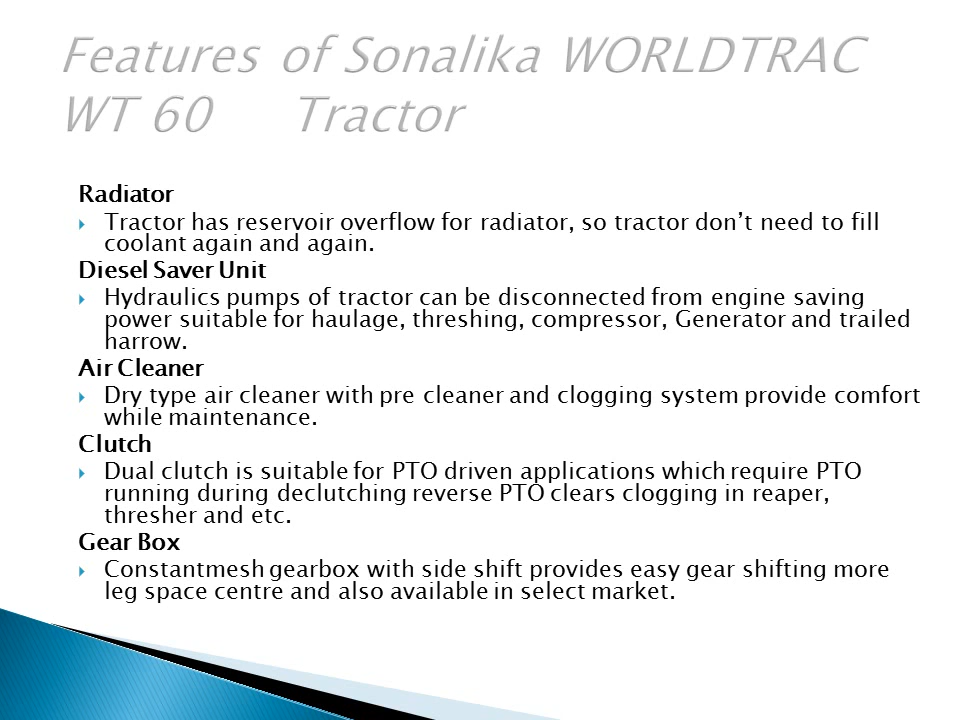 Features of Sonalika WORLDTRAC
WT 60 Tractor
Radiator
Tractor has reservoir overflow for radiator, so tractor don’t need to fill
coolant again and again.
Diesel Saver Unit
Hydraulics pumps of tractor can be disconnected from engine saving
power suitable for haulage, threshing, compressor, Generator and trailed
harrow.
Air Cleaner
Dry type air cleaner with pre cleaner and clogging system provide comfort
while maintenance.
Clutch
Dual clutch is suitable for PTO driven applications which require PTO
running during declutching reverse PTO clears clogging in reaper,
thresher and etc.
Gear Box
Constantmesh gearbox with side shift provides easy gear shifting more
leg space centre and also available in select market.